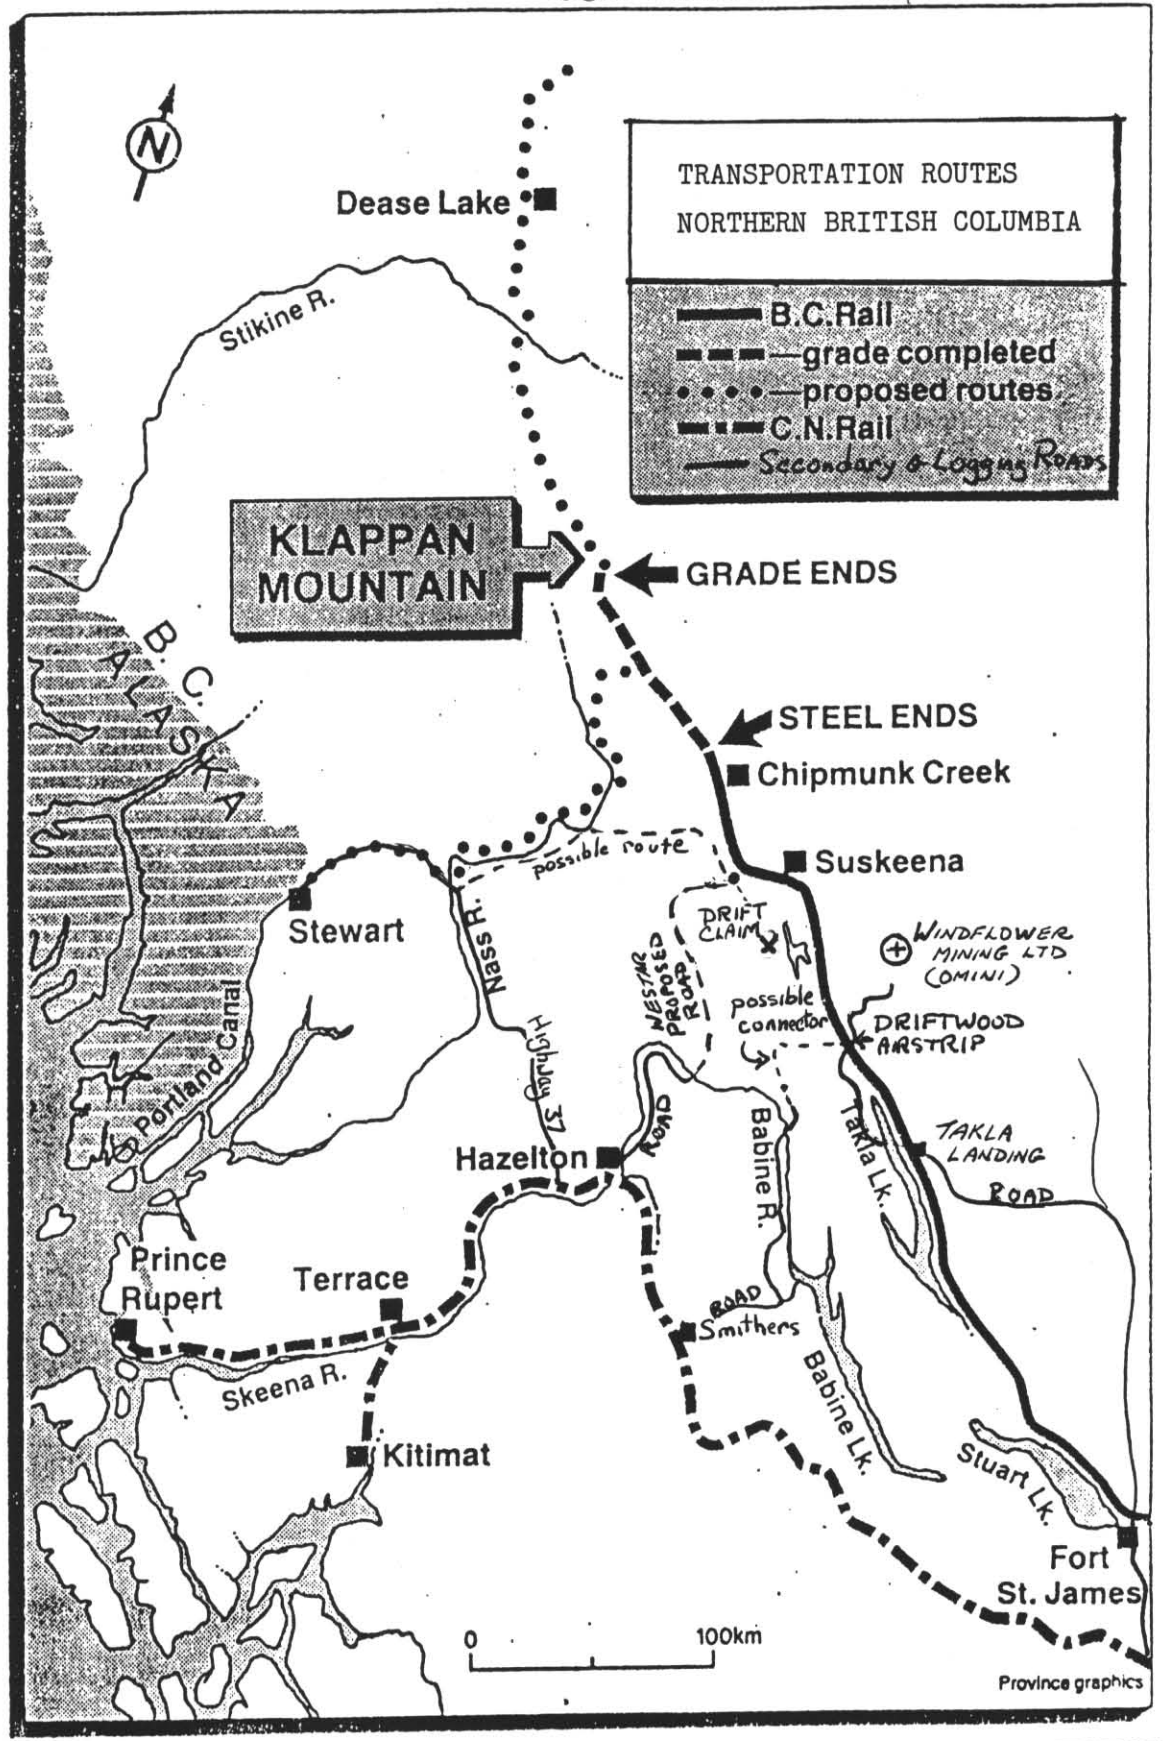 N
TRANSPORTATION ROUTES
NORTHERN BRITISH COLUMBIA
B.C.Rail
—grade completed
—proposed routes
C.N.Rail
Secondary & Logging Roads
Dease Lake
Stikine R.
KLAPPAN
MOUNTAIN
GRADE ENDS
B.C.
ALASKA
STEEL ENDS
Chipmunk Creek
possible route
Suskeena
Stewart
Nass R.
DRIFT
CLAIM
WINDFLOWER
MINING LTD
(OMINI)
WESTAR
PROPOSED
ROAD
possible
connector
DRIFTWOOD
AIRSTRIP
Portland Canal
Highway 37
ROAD
Hazelton
Babine R.
Takla Lk.
TAKLA
LANDING
ROAD
Prince
Rupert
Terrace
ROAD
Smithers
Skeena R.
Babine Lk.
Kitimat
Stuart Lk.
Fort
St. James
0 100km
Province graphics